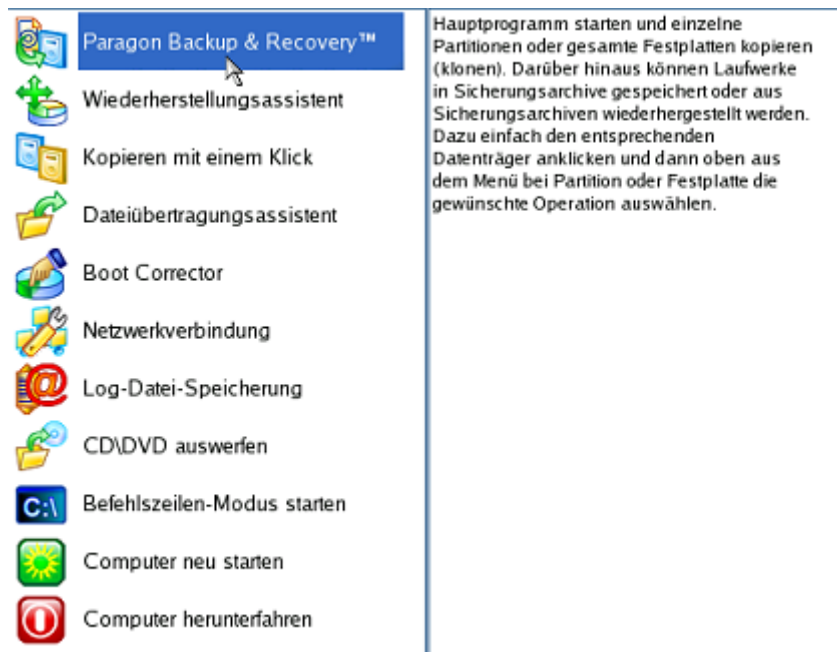 Paragon Backup & Recovery™
Wiederherstellungsassistent
Kopieren mit einem Klick
Dateiübertragungsassistent
Boot Corrector
Netzwerkverbindung
Log-Datei-Speicherung
CD\DVD auswerfen
C:\
Befehlszeilen-Modus starten
Computer neu starten
Computer herunterfahren
Hauptprogramm starten und einzelne
Partitionen oder gesamte Festplatten kopieren
(klonen). Darüber hinaus können Laufwerke
in Sicherungsarchive gespeichert oder aus
Sicherungsarchiven wiederhergestellt werden.
Dazu einfach den entsprechenden
Datenträger anklicken und dann oben aus
dem Menü bei Partition oder Festplatte die
gewünschte Operation auswählen.